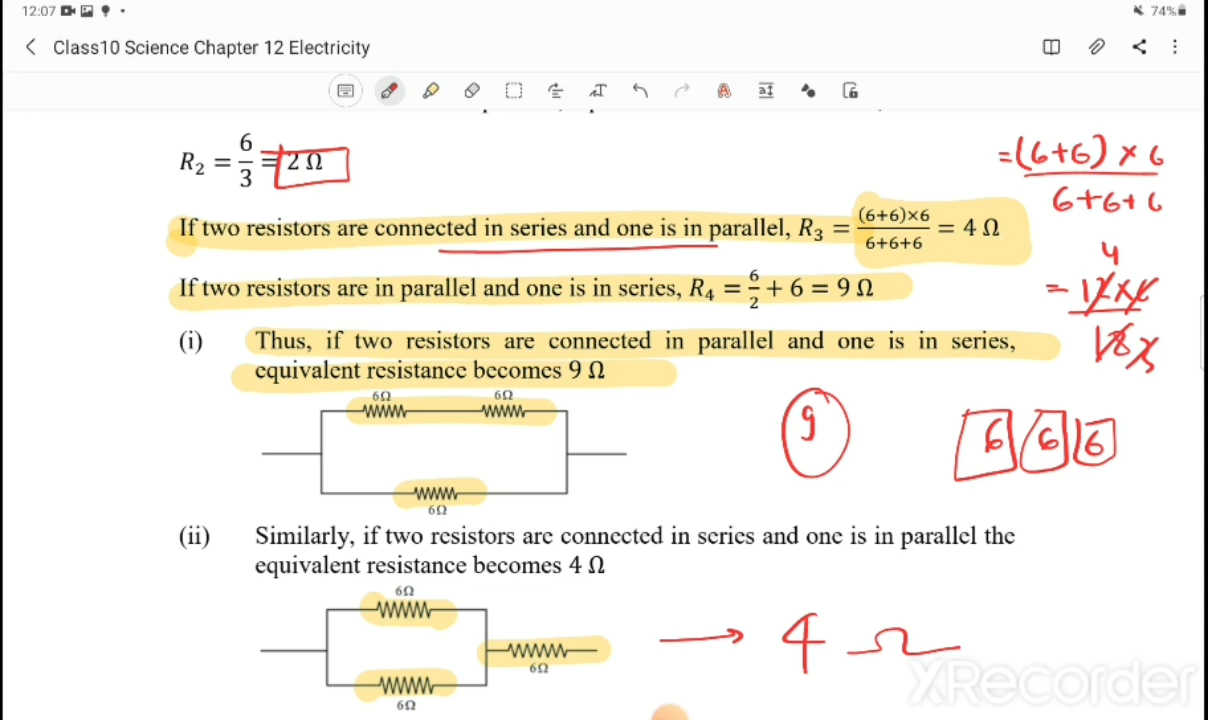 12:07 74%
Class10 Science Chapter 12 Electricity
R₂ = 6/3 = 2 Ω
=(6+6) × 6
6+6+6
If two resistors are connected in series and one is in parallel, R₃ = (6+6)×6 / 6+6+6 = 4 Ω
4
If two resistors are in parallel and one is in series, R₄ = 6/2 + 6 = 9 Ω
= 12×6
18 3
(i) Thus, if two resistors are connected in parallel and one is in series,
equivalent resistance becomes 9 Ω
6Ω 6Ω
9 6 6 6
6Ω
(ii) Similarly, if two resistors are connected in series and one is in parallel the
equivalent resistance becomes 4 Ω
6Ω
→ 4 Ω
6Ω
6Ω
XRecorder